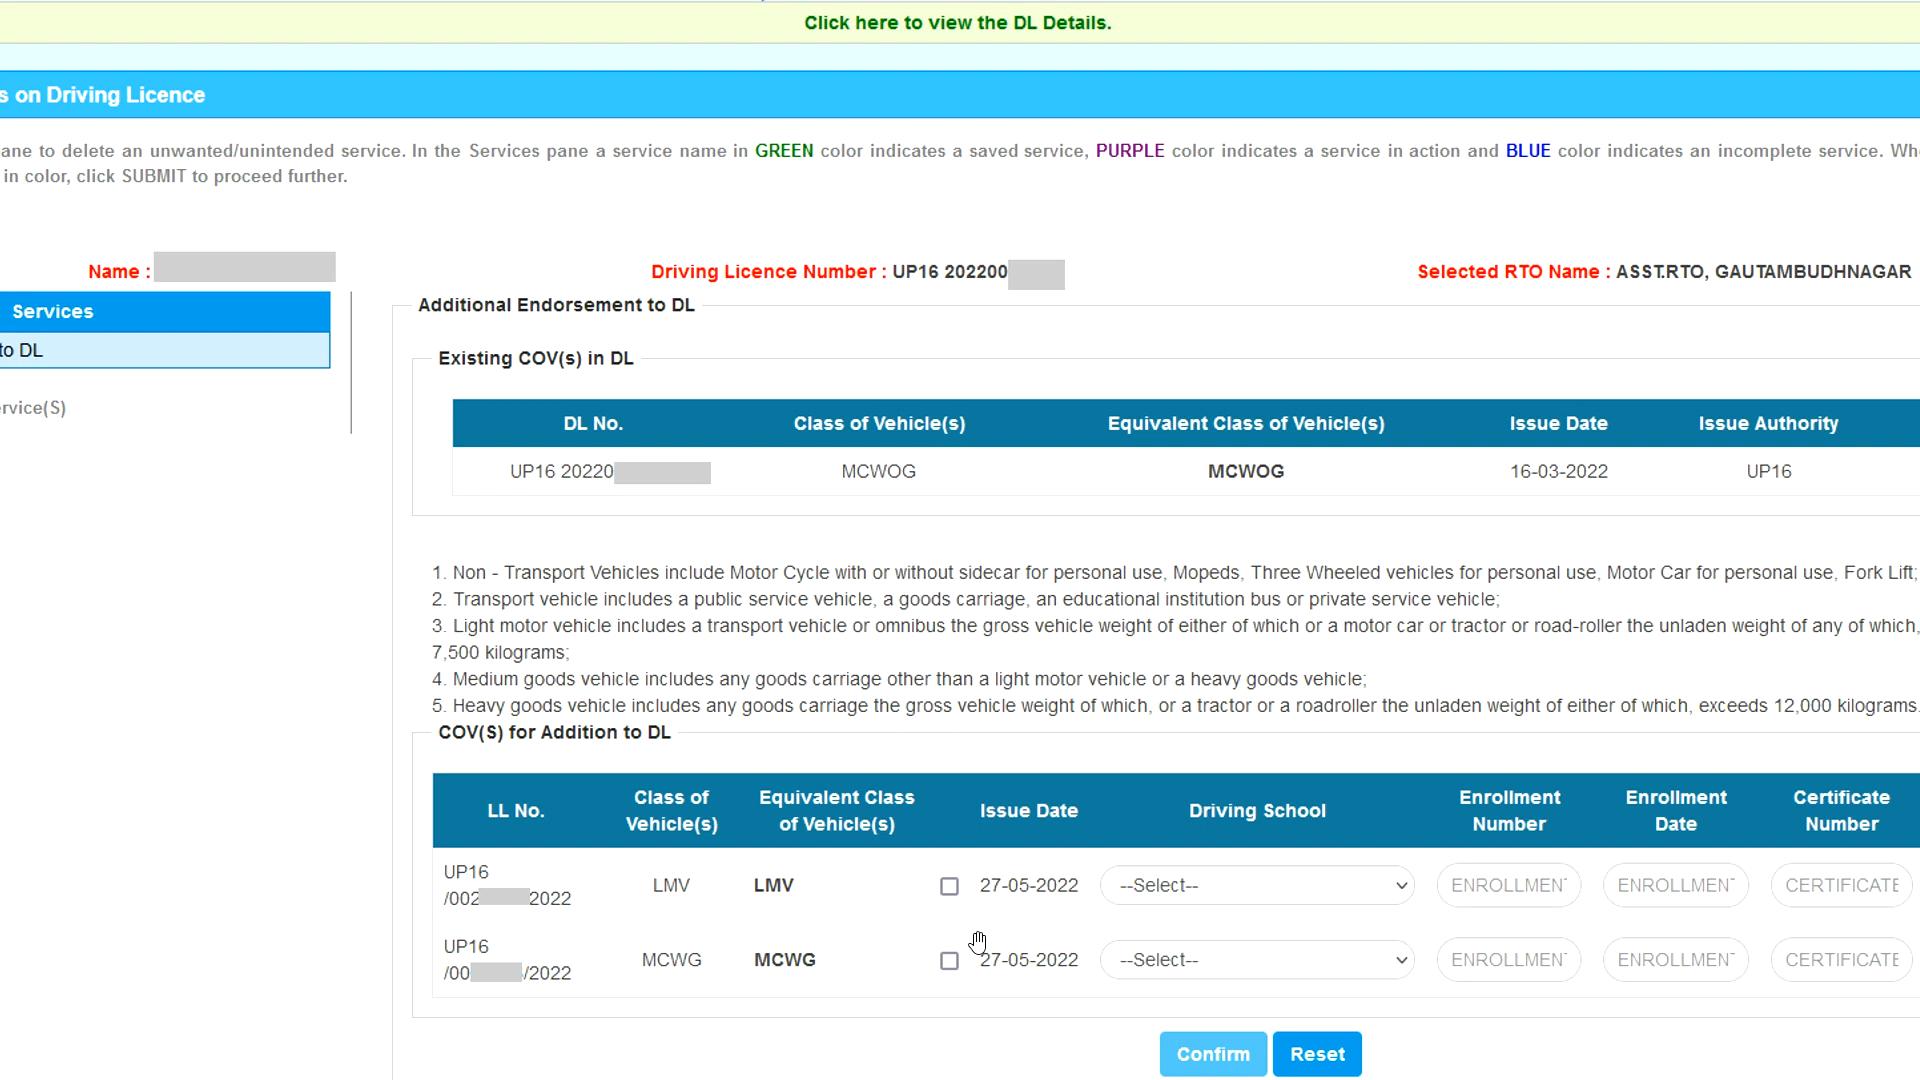 Click here to view the DL Details.
s on Driving Licence
ane to delete an unwanted/unintended service. In the Services pane a service name in GREEN color indicates a saved service, PURPLE color indicates a service in action and BLUE color indicates an incomplete service. Wh
in color, click SUBMIT to proceed further.
Name :
Driving Licence Number : UP16 202200
Selected RTO Name : ASST.RTO, GAUTAMBUDHNAGAR
Services
to DL
ervice(S)
Additional Endorsement to DL
Existing COV(s) in DL
DL No. Class of Vehicle(s) Equivalent Class of Vehicle(s) Issue Date Issue Authority
UP16 20220 MCWOG MCWOG 16-03-2022 UP16
1. Non - Transport Vehicles include Motor Cycle with or without sidecar for personal use, Mopeds, Three Wheeled vehicles for personal use, Motor Car for personal use, Fork Lift;
2. Transport vehicle includes a public service vehicle, a goods carriage, an educational institution bus or private service vehicle;
3. Light motor vehicle includes a transport vehicle or omnibus the gross vehicle weight of either of which or a motor car or tractor or road-roller the unladen weight of any of which,
7,500 kilograms;
4. Medium goods vehicle includes any goods carriage other than a light motor vehicle or a heavy goods vehicle;
5. Heavy goods vehicle includes any goods carriage the gross vehicle weight of which, or a tractor or a roadroller the unladen weight of either of which, exceeds 12,000 kilograms.
COV(S) for Addition to DL
LL No. Class of Vehicle(s) Equivalent Class of Vehicle(s) Issue Date Driving School Enrollment Number Enrollment Date Certificate Number
UP16
/002 2022 LMV LMV 27-05-2022 --Select-- ENROLLMENT ENROLLMENT CERTIFICATE
UP16
/00 /2022 MCWG MCWG 27-05-2022 --Select-- ENROLLMENT ENROLLMENT CERTIFICATE
Confirm Reset